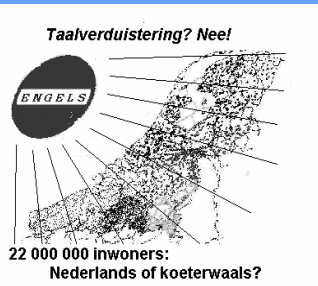 Taalverduistering? Nee!
ENGELS
22 000 000 inwoners:
Nederlands of koeterwaals?